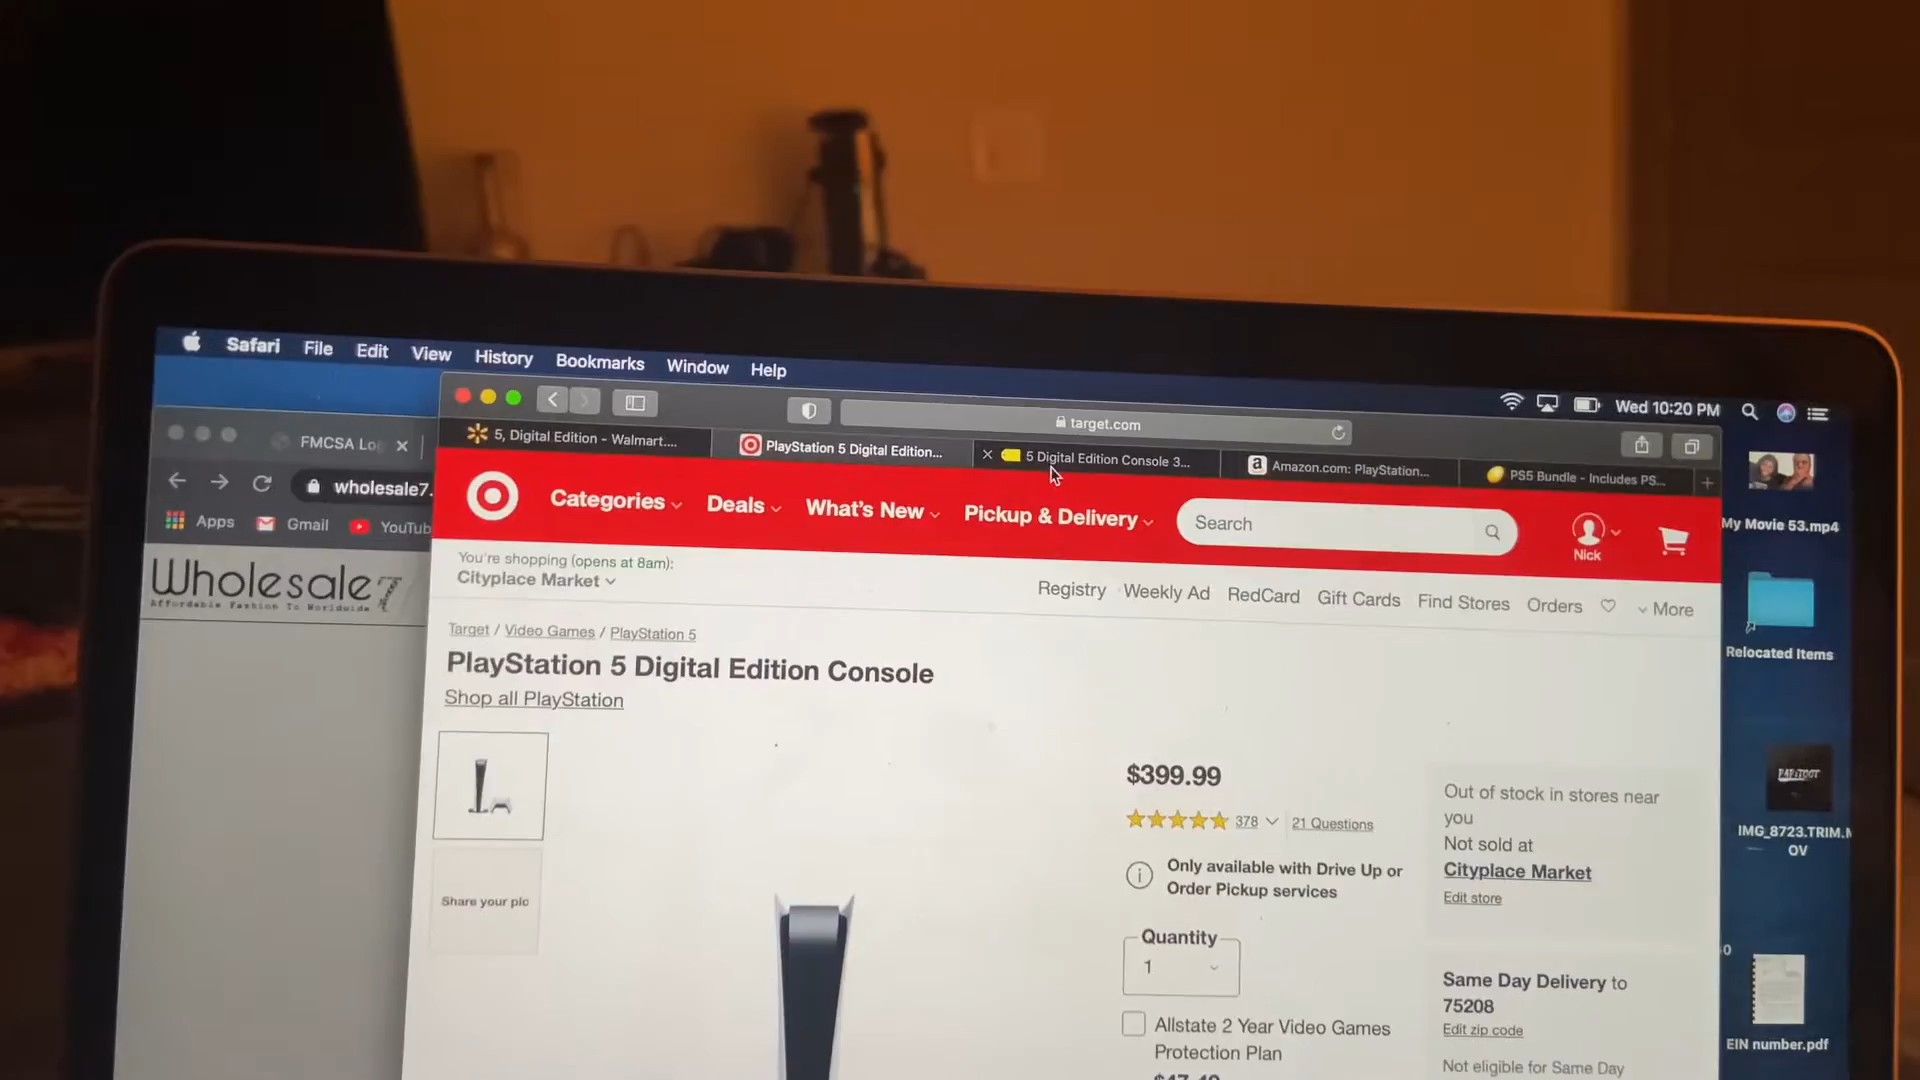 Safari File Edit View History Bookmarks Window Help
Wed 10:20 PM
target.com
5, Digital Edition - Walmart....
PlayStation 5 Digital Edition...
5 Digital Edition Console 3...
Amazon.com: PlayStation...
PS5 Bundle - Includes PS...
FMCSA Lo
wholesale7.
Apps Gmail YouTub
Wholesale7
Affordable Fashion To Worldwide
Categories Deals What's New Pickup & Delivery
Search
Nick
You're shopping (opens at 8am):
Cityplace Market
Registry Weekly Ad RedCard Gift Cards Find Stores Orders More
Target / Video Games / PlayStation 5
PlayStation 5 Digital Edition Console
Shop all PlayStation
Share your pic
$399.99
378 21 Questions
Only available with Drive Up or
Order Pickup services
Quantity
1
Allstate 2 Year Video Games
Protection Plan
Out of stock in stores near
you
Not sold at
Cityplace Market
Edit store
Same Day Delivery to
75208
Edit zip code
Not eligible for Same Day
My Movie 53.mp4
Relocated Items
IMG_8723.TRIM.M
OV
EIN number.pdf